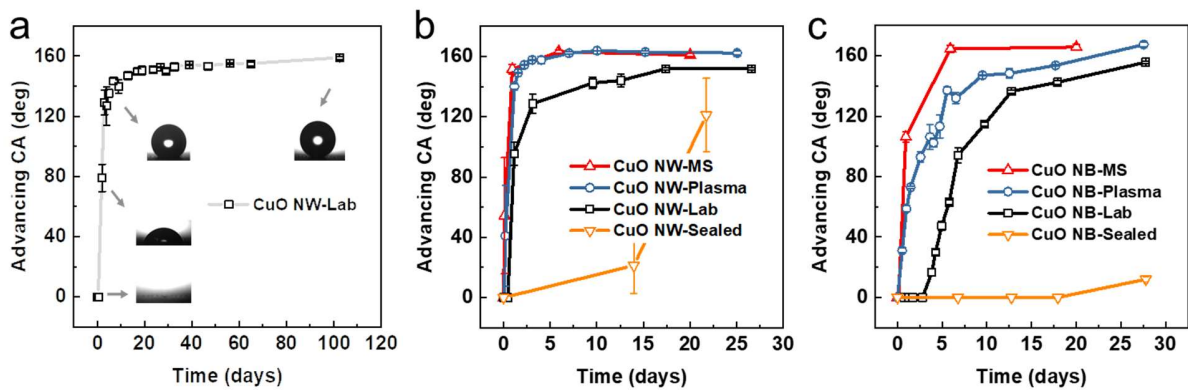 a
160
120
80
40
0
Advancing CA (deg)
CuO NW-Lab
0 20 40 60 80 100 120
Time (days)
b
160
120
80
40
0
Advancing CA (deg)
CuO NW-MS
CuO NW-Plasma
CuO NW-Lab
CuO NW-Sealed
0 5 10 15 20 25 30
Time (days)
c
160
120
80
40
0
Advancing CA (deg)
CuO NB-MS
CuO NB-Plasma
CuO NB-Lab
CuO NB-Sealed
0 5 10 15 20 25 30
Time (days)